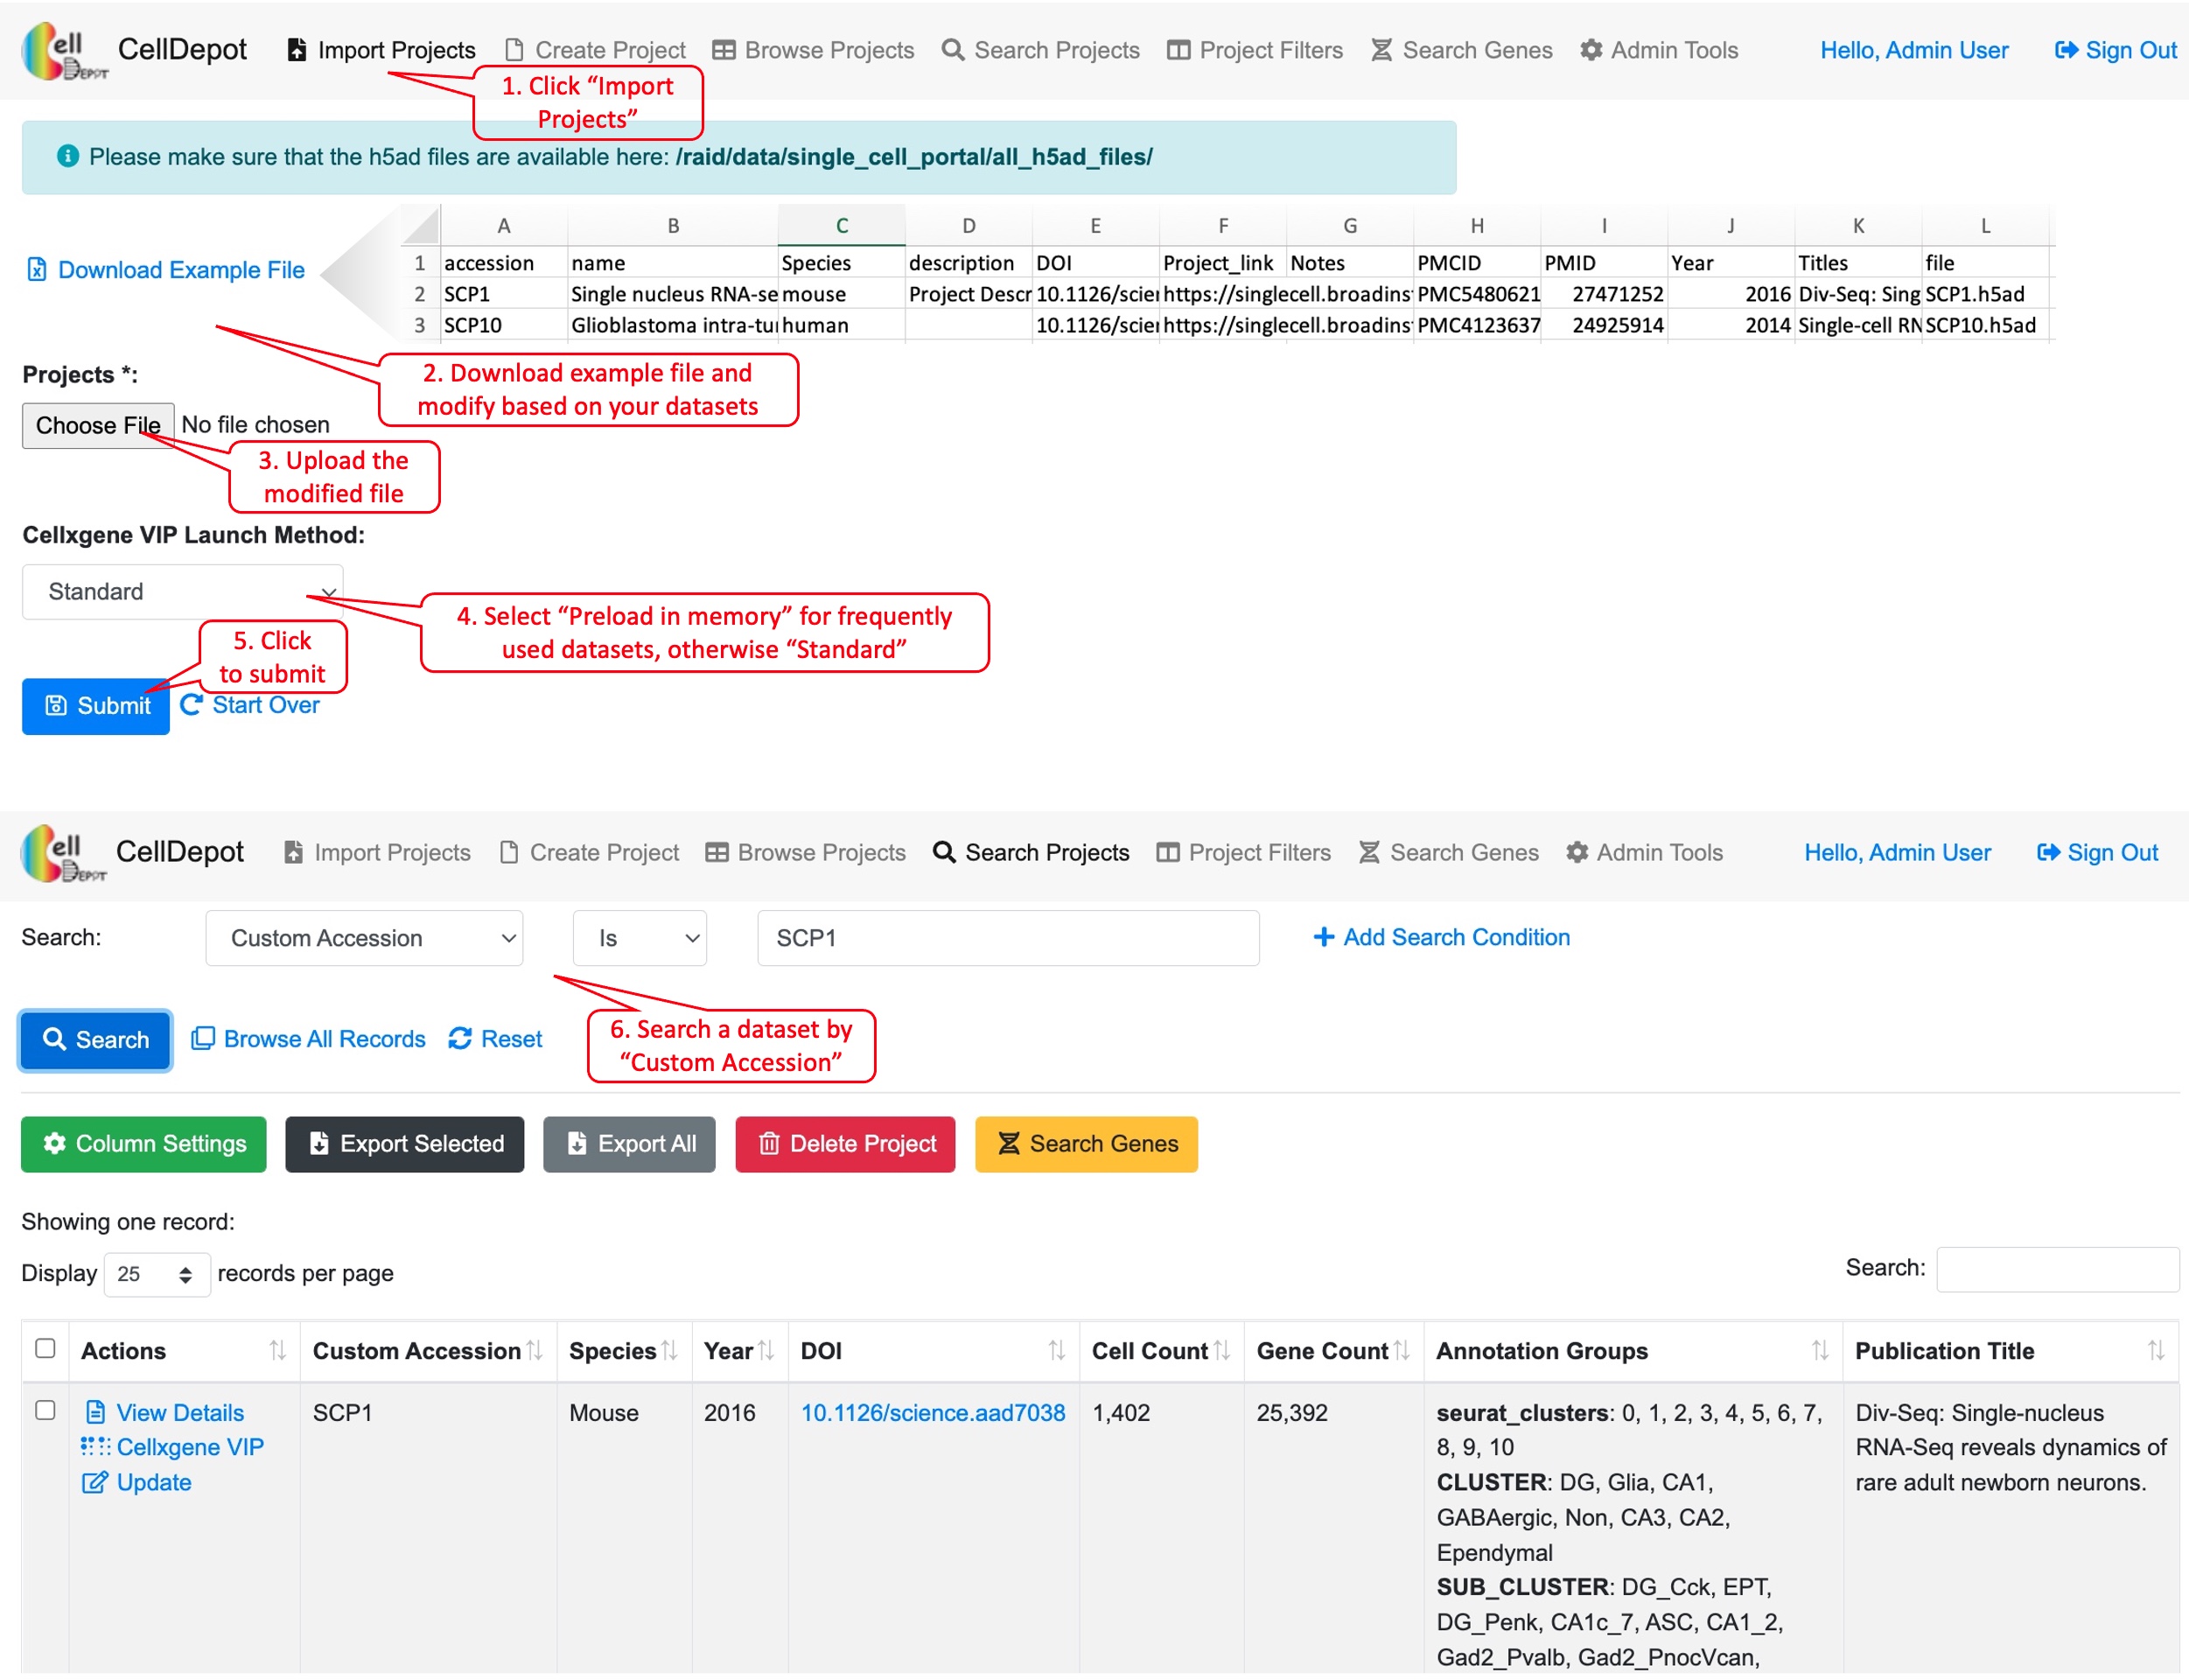 Cell Depot CellDepot Import Projects Create Project Browse Projects Search Projects Project Filters Search Genes Admin Tools Hello, Admin User Sign Out
1. Click “Import
Projects”
Please make sure that the h5ad files are available here: /raid/data/single_cell_portal/all_h5ad_files/
A B C D E F G H I J K L
Download Example File
1 accession name Species description DOI Project_link Notes PMCID PMID Year Titles file
2 SCP1 Single nucleus RNA-se mouse Project Descr 10.1126/scier https://singlecell.broadins PMC5480621 27471252 2016 Div-Seq: Sing SCP1.h5ad
3 SCP10 Glioblastoma intra-tu human 10.1126/scier https://singlecell.broadins PMC4123637 24925914 2014 Single-cell RN SCP10.h5ad
2. Download example file and
modify based on your datasets
Projects *:
Choose File No file chosen
3. Upload the
modified file
Cellxgene VIP Launch Method:
Standard
4. Select “Preload in memory” for frequently
used datasets, otherwise “Standard”
5. Click
to submit
Submit Start Over
Cell Depot CellDepot Import Projects Create Project Browse Projects Search Projects Project Filters Search Genes Admin Tools Hello, Admin User Sign Out
Search: Custom Accession Is SCP1 Add Search Condition
6. Search a dataset by
“Custom Accession”
Search Browse All Records Reset
Column Settings Export Selected Export All Delete Project Search Genes
Showing one record:
Display 25 records per page Search:
Actions Custom Accession Species Year DOI Cell Count Gene Count Annotation Groups Publication Title
View Details SCP1 Mouse 2016 10.1126/science.aad7038 1,402 25,392 seurat_clusters: 0, 1, 2, 3, 4, 5, 6, 7, Div-Seq: Single-nucleus
Cellxgene VIP 8, 9, 10 RNA-Seq reveals dynamics of
Update CLUSTER: DG, Glia, CA1, rare adult newborn neurons.
GABAergic, Non, CA3, CA2,
Ependymal
SUB_CLUSTER: DG_Cck, EPT,
DG_Penk, CA1c_7, ASC, CA1_2,
Gad2_Pvalb, Gad2_PnocVcan,